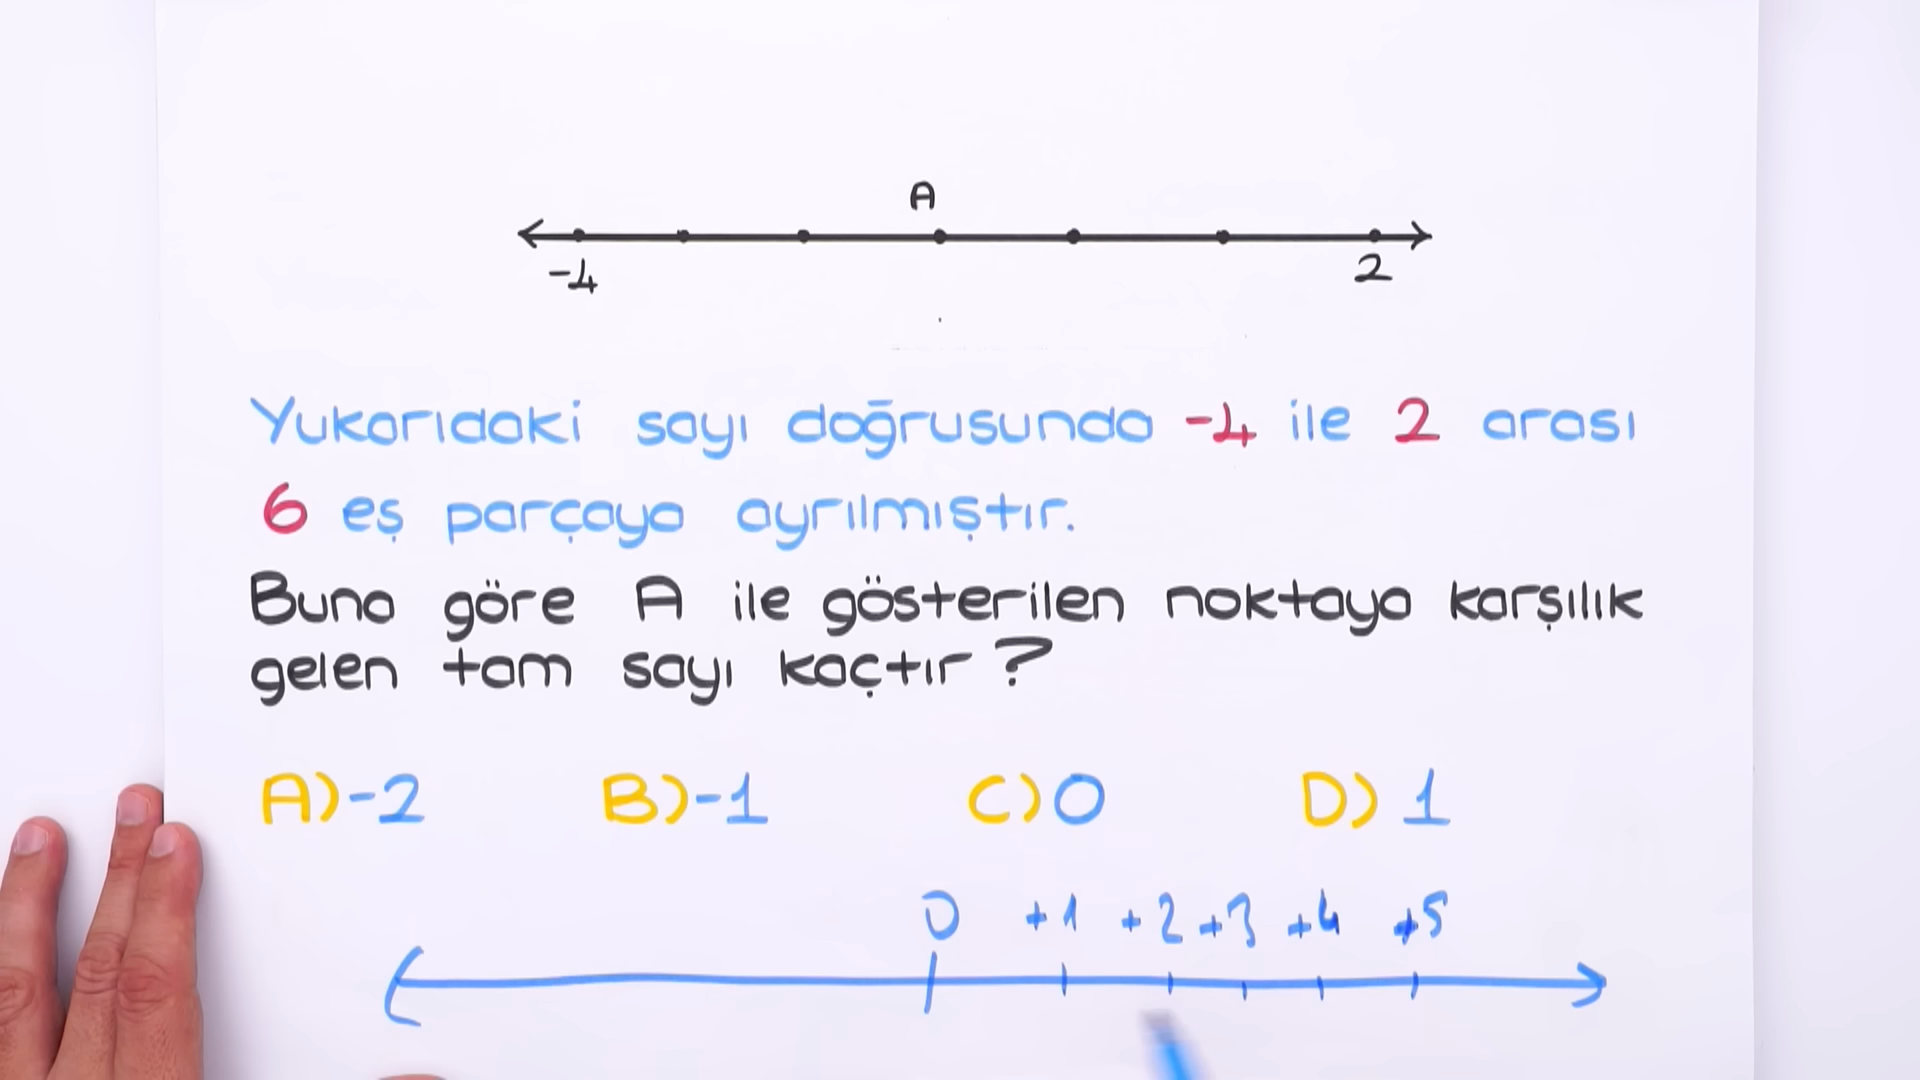 A
-4 2
Yukarıdaki sayı doğrusunda -4 ile 2 arası
6 eş parçaya ayrılmıştır.
Buna göre A ile gösterilen noktaya karşılık
gelen tam sayı kaçtır?
A)-2 B)-1 C)0 D)1
0 +1 +2 +3 +4 +5